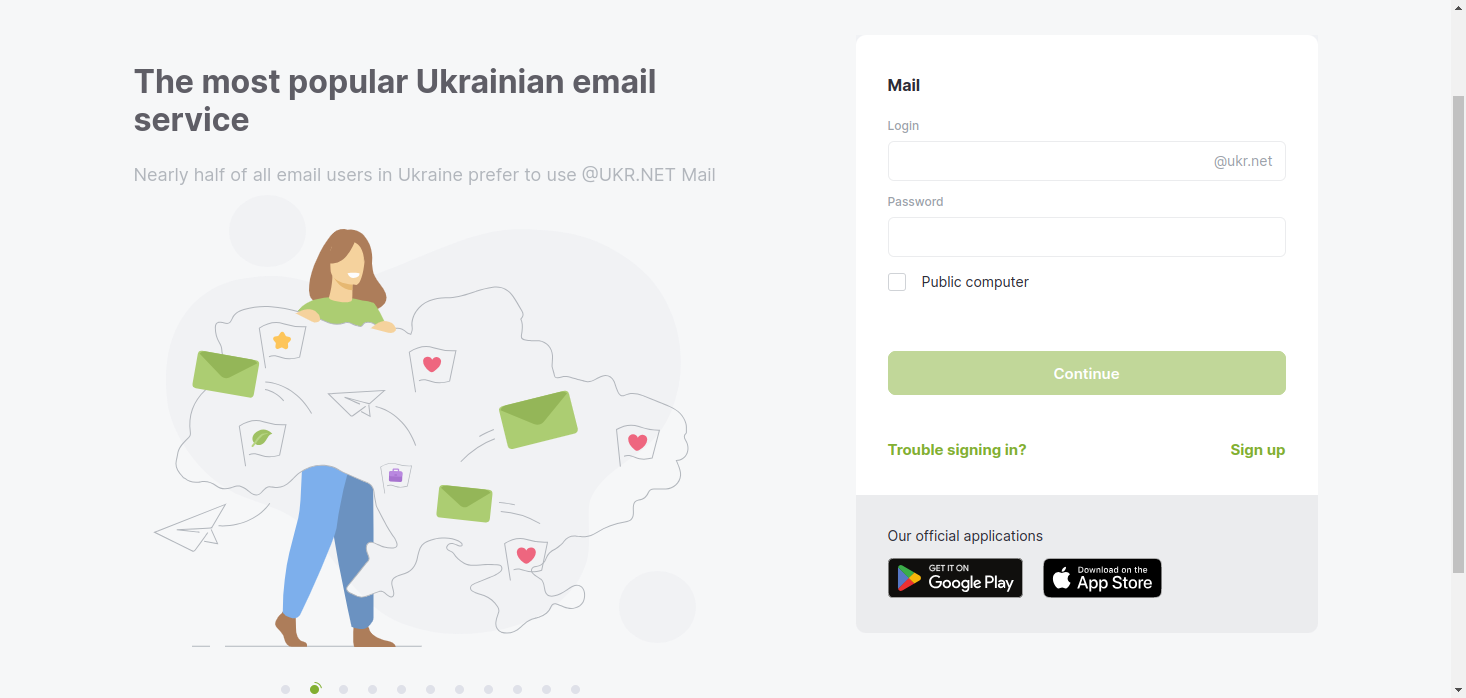 The most popular Ukrainian email
service
Nearly half of all email users in Ukraine prefer to use @UKR.NET Mail
Mail
Login
@ukr.net
Password
Public computer
Continue
Trouble signing in?
Sign up
Our official applications
GET IT ON
Google Play
Download on the
App Store